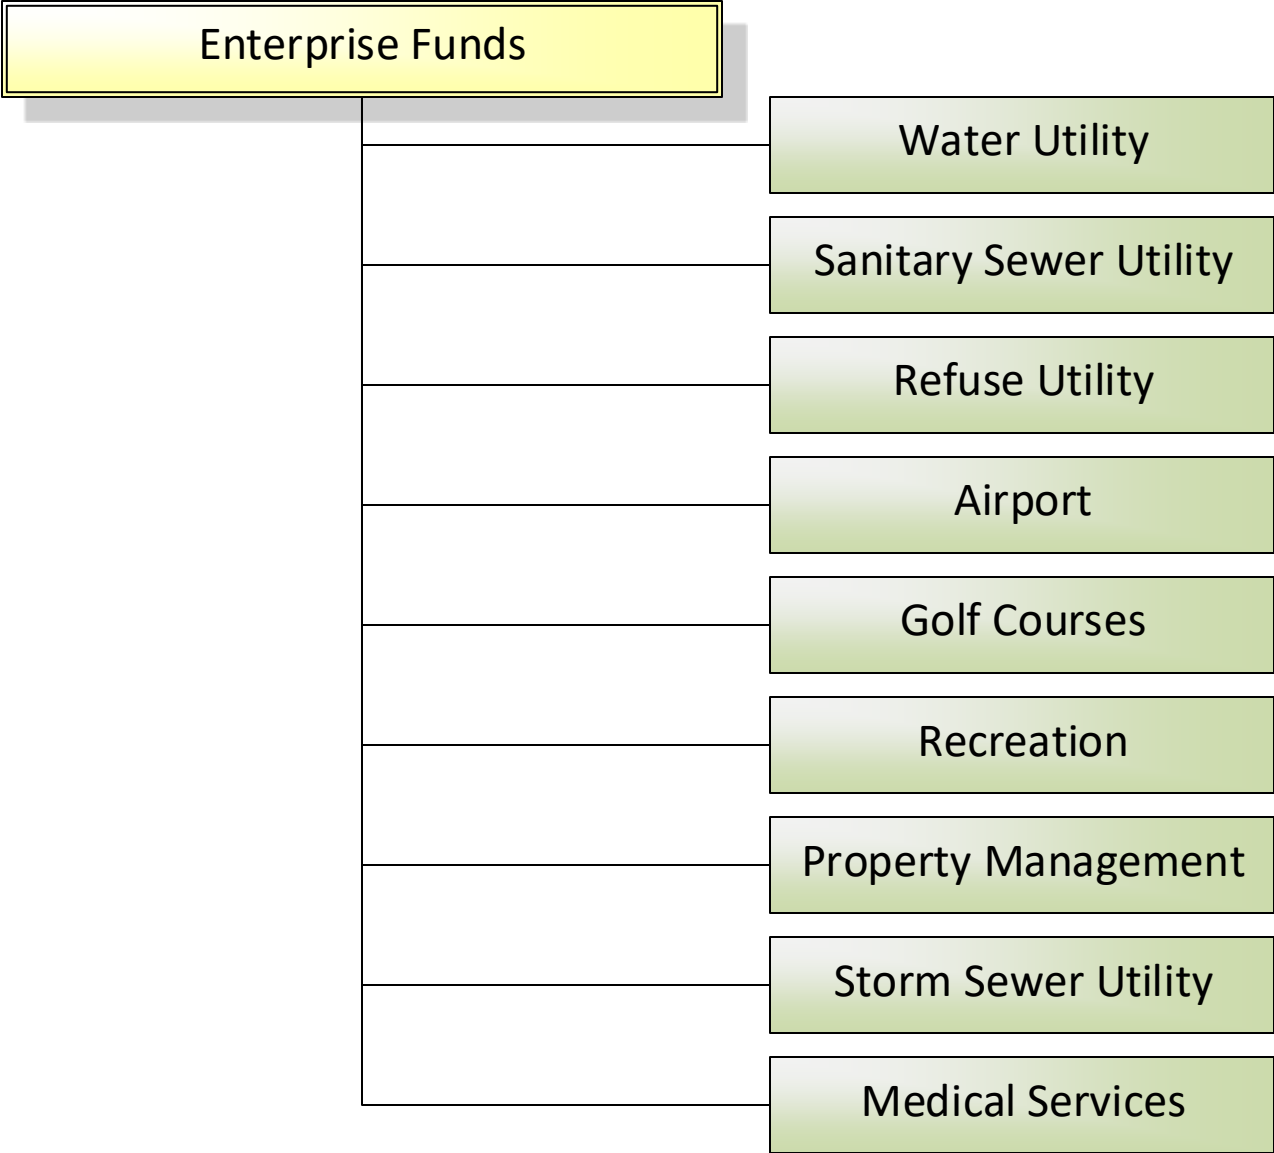 Enterprise Funds
Water Utility
Sanitary Sewer Utility
Refuse Utility
Airport
Golf Courses
Recreation
Property Management
Storm Sewer Utility
Medical Services